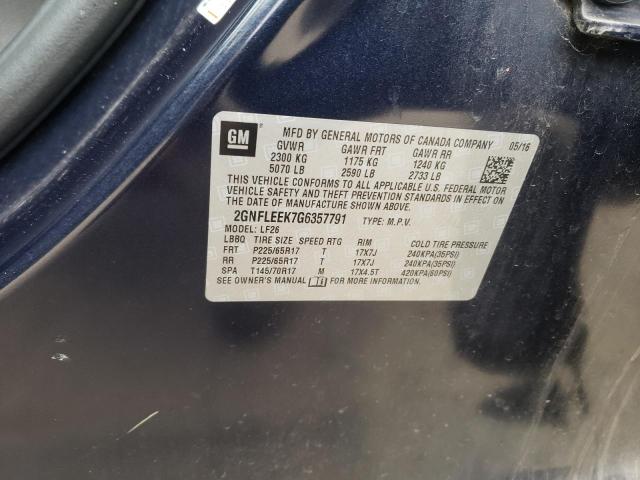 GM
MFD BY GENERAL MOTORS OF CANADA COMPANY 05/16
GVWR GAWR FRT GAWR RR
2300 KG 1175 KG 1240 KG
5070 LB 2590 LB 2733 LB
THIS VEHICLE CONFORMS TO ALL APPLICABLE U.S. FEDERAL MOTOR
VEHICLE SAFETY AND THEFT PREVENTION STANDARDS IN EFFECT ON
THE DATE OF MANUFACTURE SHOWN ABOVE.
2GNFLEEK7G6357791 TYPE: M.P.V.
MODEL: LF26
LBBQ TIRE SIZE SPEED RTG RIM COLD TIRE PRESSURE
FRT P225/65R17 T 17X7J 240KPA(35PSI)
RR P225/65R17 T 17X7J 240KPA(35PSI)
SPA T145/70R17 M 17X4.5T 420KPA(60PSI)
SEE OWNER'S MANUAL FOR MORE INFORMATION